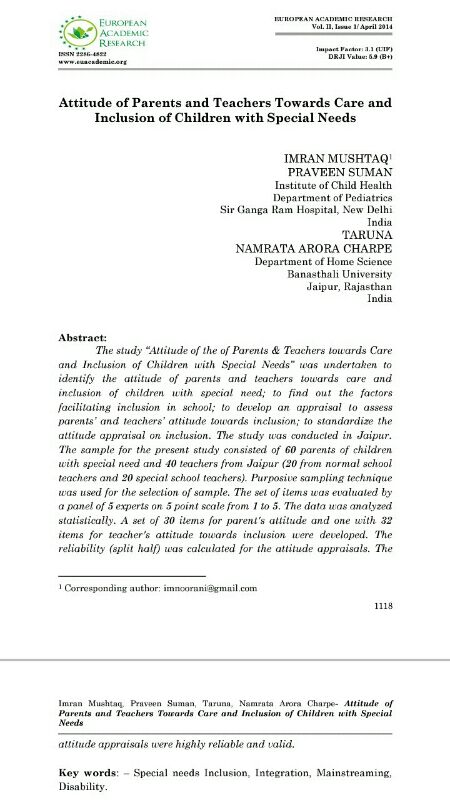 EUROPEAN
ACADEMIC
RESEARCH
ISSN 2286-4822
www.euacademic.org
EUROPEAN ACADEMIC RESEARCH
Vol. II, Issue 1/ April 2014
Impact Factor: 3.1 (UIF)
DRJI Value: 5.9 (B+)
Attitude of Parents and Teachers Towards Care and
Inclusion of Children with Special Needs
IMRAN MUSHTAQ¹
PRAVEEN SUMAN
Institute of Child Health
Department of Pediatrics
Sir Ganga Ram Hospital, New Delhi
India
TARUNA
NAMRATA ARORA CHARPE
Department of Home Science
Banasthali University
Jaipur, Rajasthan
India
Abstract:
The study “Attitude of the of Parents & Teachers towards Care
and Inclusion of Children with Special Needs” was undertaken to
identify the attitude of parents and teachers towards care and
inclusion of children with special need; to find out the factors
facilitating inclusion in school; to develop an appraisal to assess
parents’ and teachers’ attitude towards inclusion; to standardize the
attitude appraisal on inclusion. The study was conducted in Jaipur.
The sample for the present study consisted of 60 parents of children
with special need and 40 teachers from Jaipur (20 from normal school
teachers and 20 special school teachers). Purposive sampling technique
was used for the selection of sample. The set of items was evaluated by
a panel of 5 experts on 5 point scale from 1 to 5. The data was analyzed
statistically. A set of 30 items for parent’s attitude and one with 32
items for teacher’s attitude towards inclusion were developed. The
reliability (split half) was calculated for the attitude appraisals. The
¹ Corresponding author: imnoorani@gmail.com
1118
Imran Mushtaq, Praveen Suman, Taruna, Namrata Arora Charpe- Attitude of
Parents and Teachers Towards Care and Inclusion of Children with Special
Needs
attitude appraisals were highly reliable and valid.
Key words: – Special needs Inclusion, Integration, Mainstreaming,
Disability.